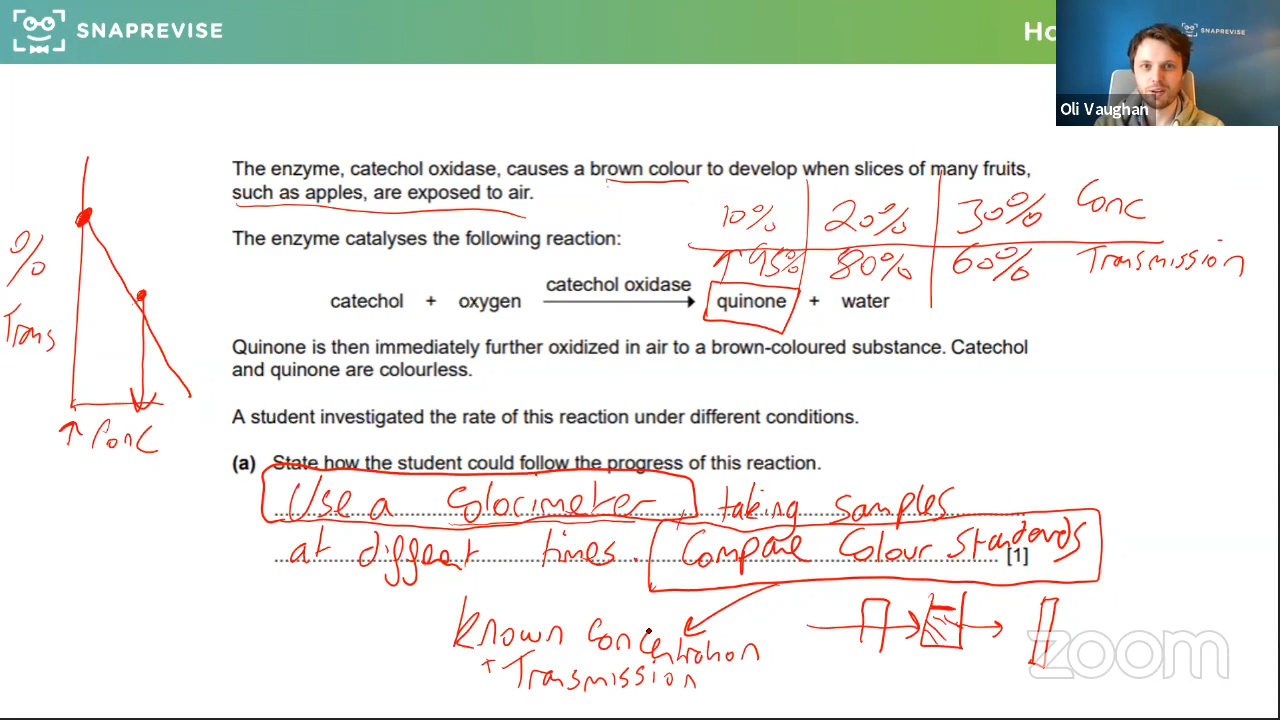 SNAPREVISE
Ho
SNAPREVISE
Oli Vaughan
The enzyme, catechol oxidase, causes a brown colour to develop when slices of many fruits,
such as apples, are exposed to air.
10% 20% 30% Conc
The enzyme catalyses the following reaction:
↑95% 80% 60% Transmission
% Trans
catechol oxidase
catechol + oxygen → quinone + water
Quinone is then immediately further oxidized in air to a brown-coloured substance. Catechol
and quinone are colourless.
A student investigated the rate of this reaction under different conditions.
↑ Conc
(a) State how the student could follow the progress of this reaction.
Use a Colorimeter, taking samples
at different times. Compare Colour Standards
[1]
Known Concentration
+ Transmission
zoom